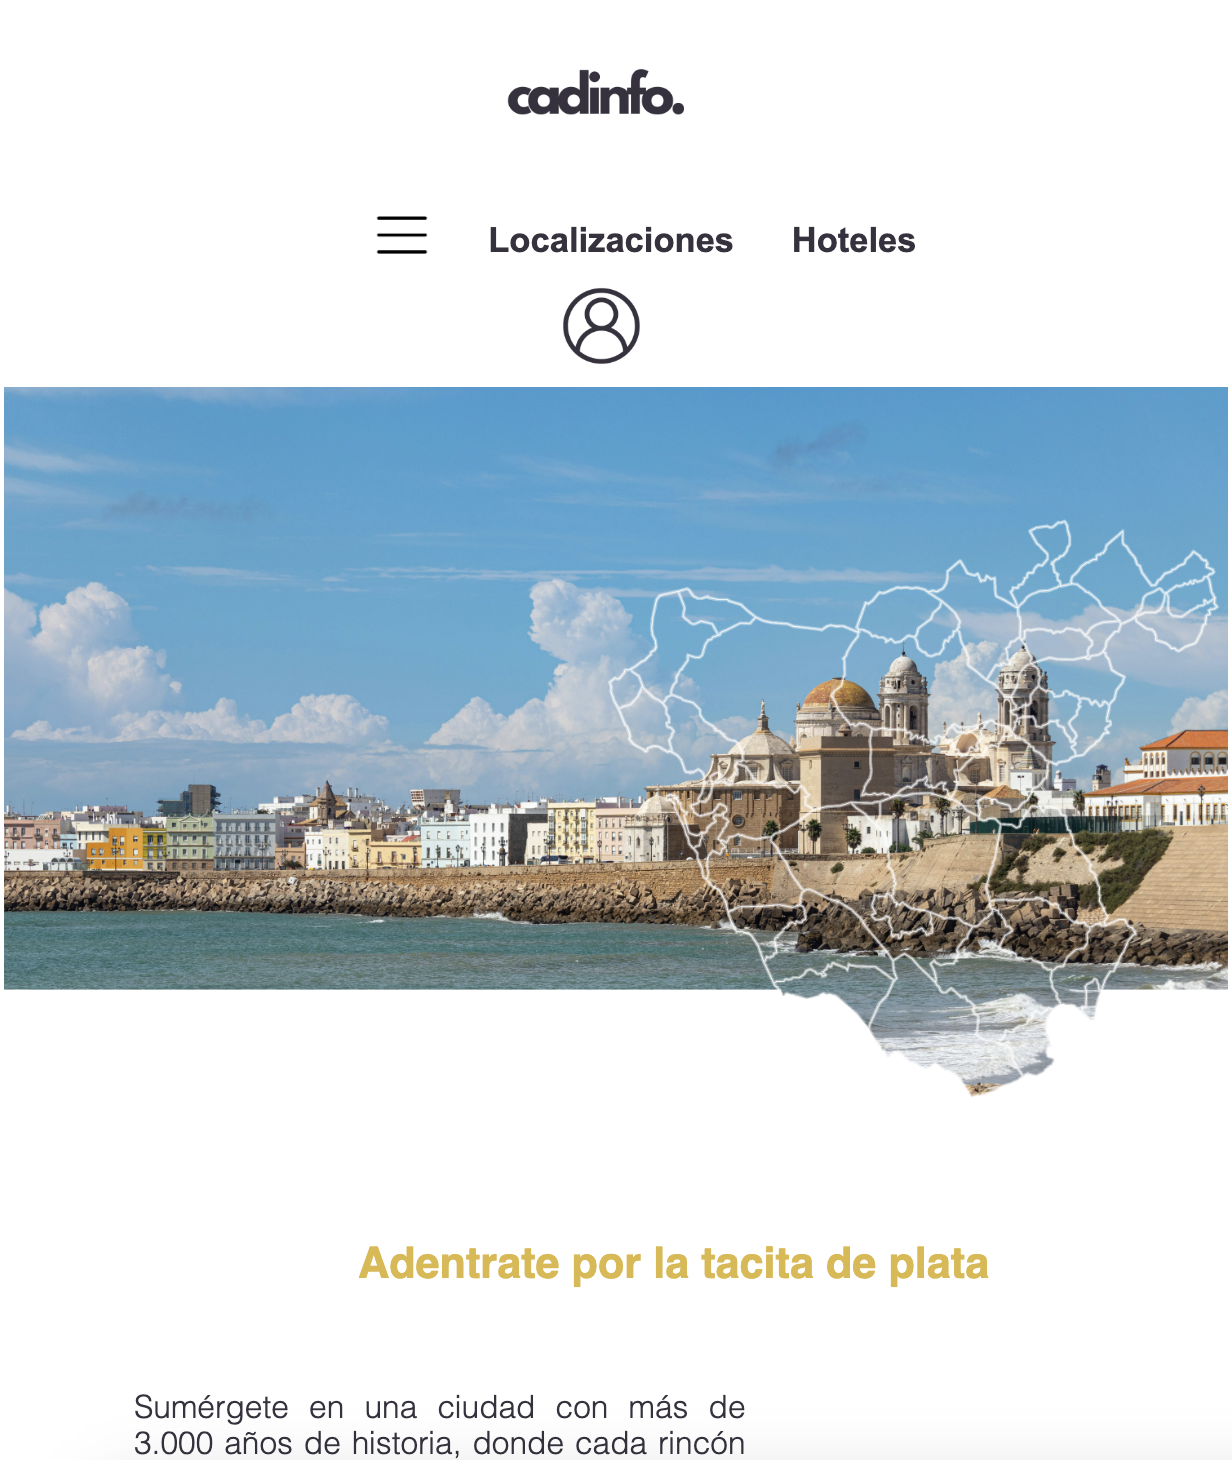 cadinfo.
Localizaciones Hoteles
Adentrate por la tacita de plata
Sumérgete en una ciudad con más de
3.000 años de historia, donde cada rincón